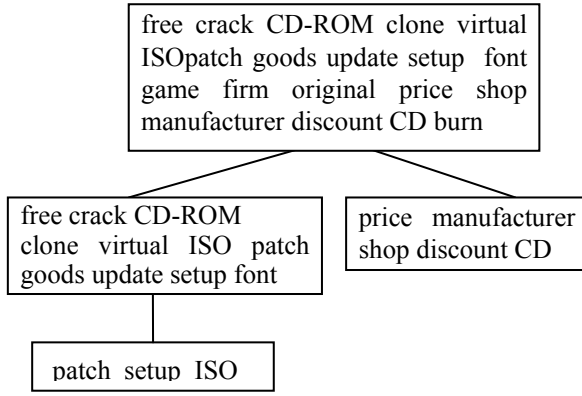 free crack CD-ROM clone virtual
ISOpatch goods update setup font
game firm original price shop
manufacturer discount CD burn
free crack CD-ROM
clone virtual ISO patch
goods update setup font
price manufacturer
shop discount CD
patch setup ISO